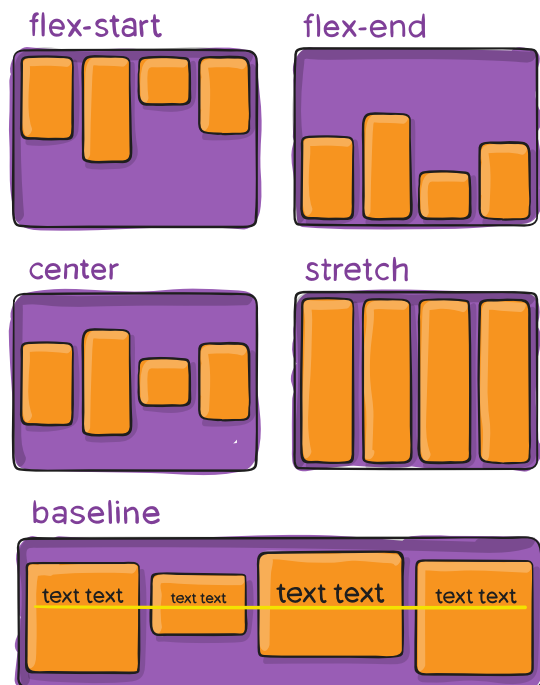 flex-start
flex-end
center
stretch
baseline
text text
text text
text text
text text